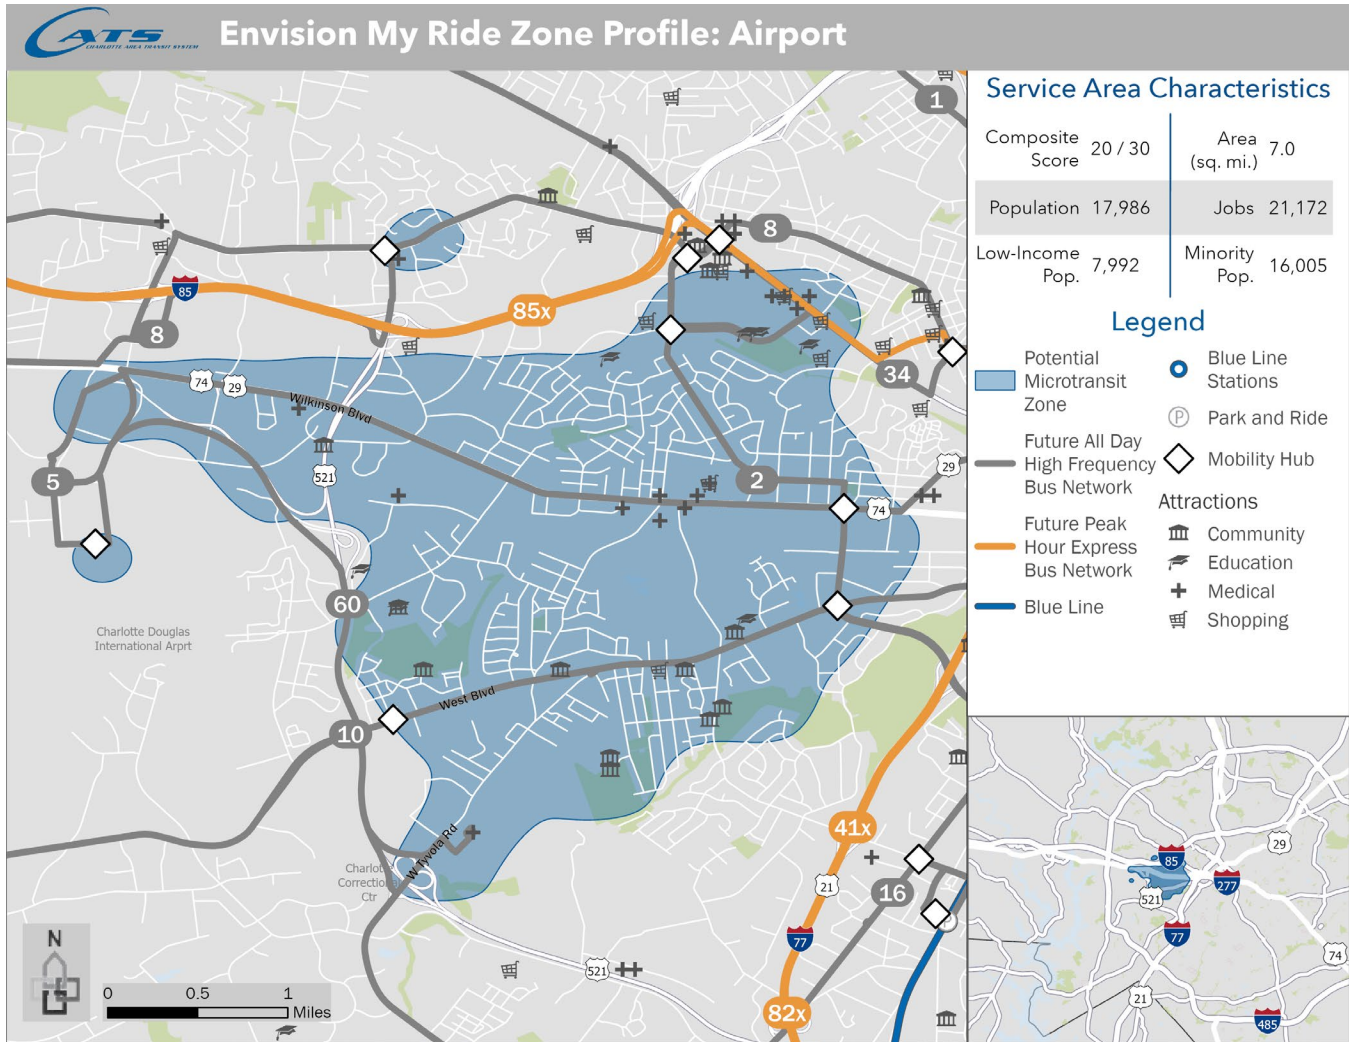 CATS
CHARLOTTE AREA TRANSIT SYSTEM
Envision My Ride Zone Profile: Airport
1
8
85
85x
8
34
74
29
Wilkinson Blvd
521
5
2
29
74
60
Charlotte Douglas
International Arprt
West Blvd
10
W Tyvola Rd
Charlotte
Correctional
Ctr
41x
21
16
77
P
521
82x
N
0 0.5 1
Miles
Service Area Characteristics
Composite
Score
20 / 30
Area
(sq. mi.)
7.0
Population 17,986
Jobs 21,172
Low-Income
Pop.
7,992
Minority
Pop.
16,005
Legend
Potential
Microtransit
Zone
Future All Day
High Frequency
Bus Network
Future Peak
Hour Express
Bus Network
Blue Line
Blue Line
Stations
P Park and Ride
Mobility Hub
Attractions
Community
Education
Medical
Shopping
29
85
277
521
77
74
21
485